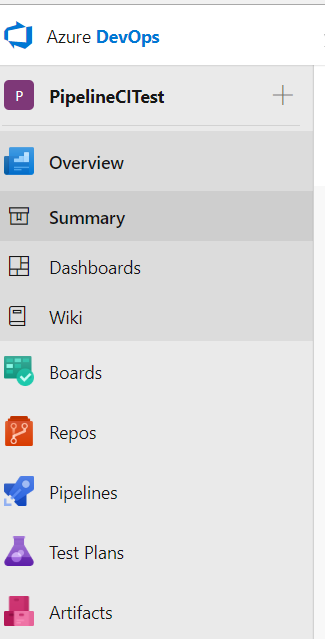 Azure DevOps
P PipelineCITest
Overview
Summary
Dashboards
Wiki
Boards
Repos
Pipelines
Test Plans
Artifacts